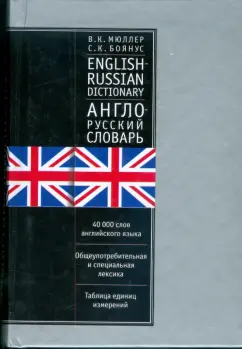 В. К. МЮЛЛЕР
С. К. БОЯНУС
ENGLISH-
RUSSIAN
DICTIONARY
АНГЛО-
РУССКИЙ
СЛОВАРЬ
40 000 слов
английского языка
Общеупотребительная
и специальная
лексика
Таблица единиц
измерений